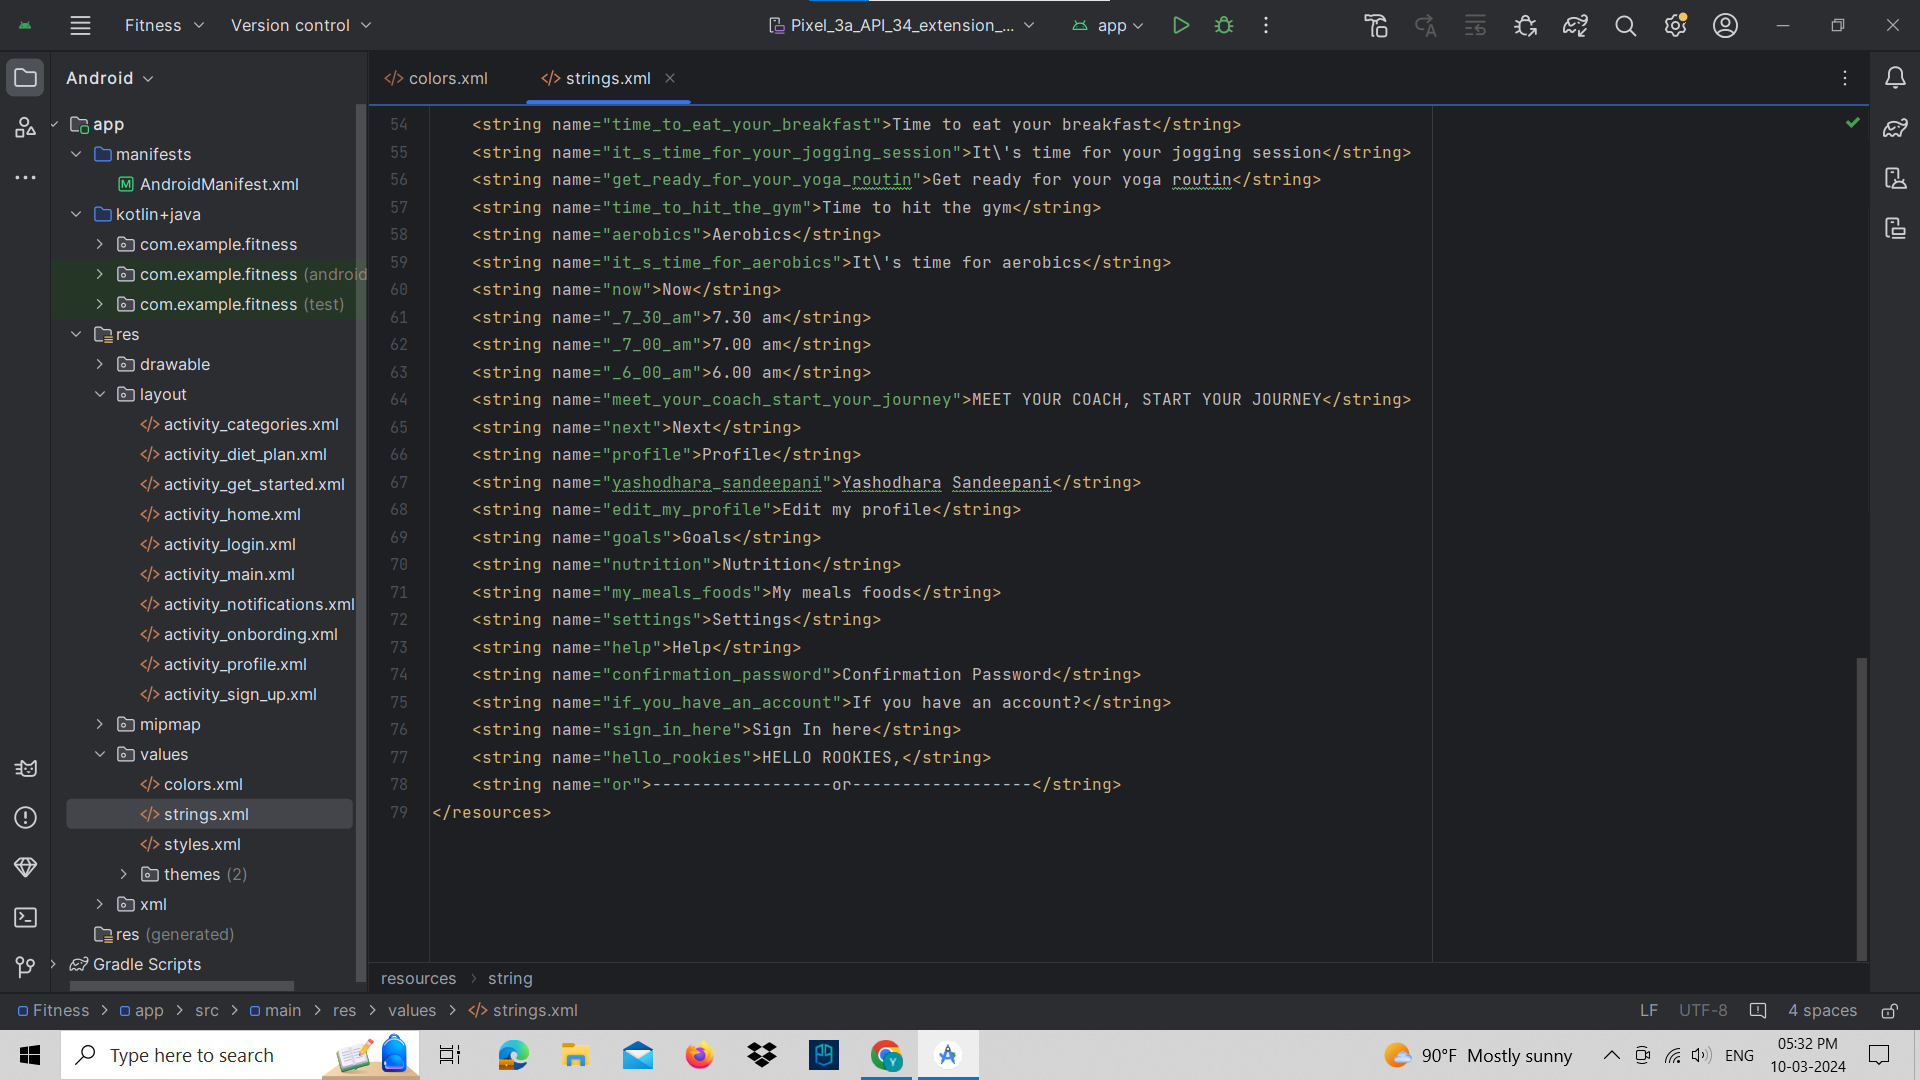 Fitness
Version control
Pixel_3a_API_34_extension_...
app
Android
colors.xml
strings.xml
app
manifests
AndroidManifest.xml
kotlin+java
com.example.fitness
com.example.fitness (android
com.example.fitness (test)
res
drawable
layout
activity_categories.xml
activity_diet_plan.xml
activity_get_started.xml
activity_home.xml
activity_login.xml
activity_main.xml
activity_notifications.xml
activity_onbording.xml
activity_profile.xml
activity_sign_up.xml
mipmap
values
colors.xml
strings.xml
styles.xml
themes (2)
xml
res (generated)
Gradle Scripts
54 <string name="time_to_eat_your_breakfast">Time to eat your breakfast</string>
55 <string name="it_s_time_for_your_jogging_session">It\'s time for your jogging session</string>
56 <string name="get_ready_for_your_yoga_routin">Get ready for your yoga routin</string>
57 <string name="time_to_hit_the_gym">Time to hit the gym</string>
58 <string name="aerobics">Aerobics</string>
59 <string name="it_s_time_for_aerobics">It\'s time for aerobics</string>
60 <string name="now">Now</string>
61 <string name="_7_30_am">7.30 am</string>
62 <string name="_7_00_am">7.00 am</string>
63 <string name="_6_00_am">6.00 am</string>
64 <string name="meet_your_coach_start_your_journey">MEET YOUR COACH, START YOUR JOURNEY</string>
65 <string name="next">Next</string>
66 <string name="profile">Profile</string>
67 <string name="yashodhara_sandeepani">Yashodhara Sandeepani</string>
68 <string name="edit_my_profile">Edit my profile</string>
69 <string name="goals">Goals</string>
70 <string name="nutrition">Nutrition</string>
71 <string name="my_meals_foods">My meals foods</string>
72 <string name="settings">Settings</string>
73 <string name="help">Help</string>
74 <string name="confirmation_password">Confirmation Password</string>
75 <string name="if_you_have_an_account">If you have an account?</string>
76 <string name="sign_in_here">Sign In here</string>
77 <string name="hello_rookies">HELLO ROOKIES,</string>
78 <string name="or">------------------or------------------</string>
79 </resources>
resources > string
Fitness > app > src > main > res > values > strings.xml
LF UTF-8 4 spaces
Type here to search
90°F Mostly sunny
ENG
05:32 PM
10-03-2024